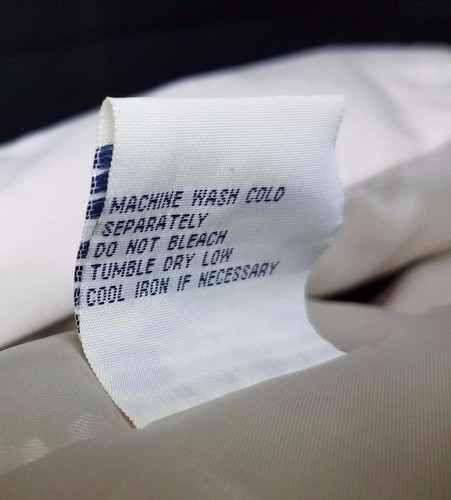 MACHINE WASH COLD
SEPARATELY
DO NOT BLEACH
TUMBLE DRY LOW
COOL IRON IF NECESSARY